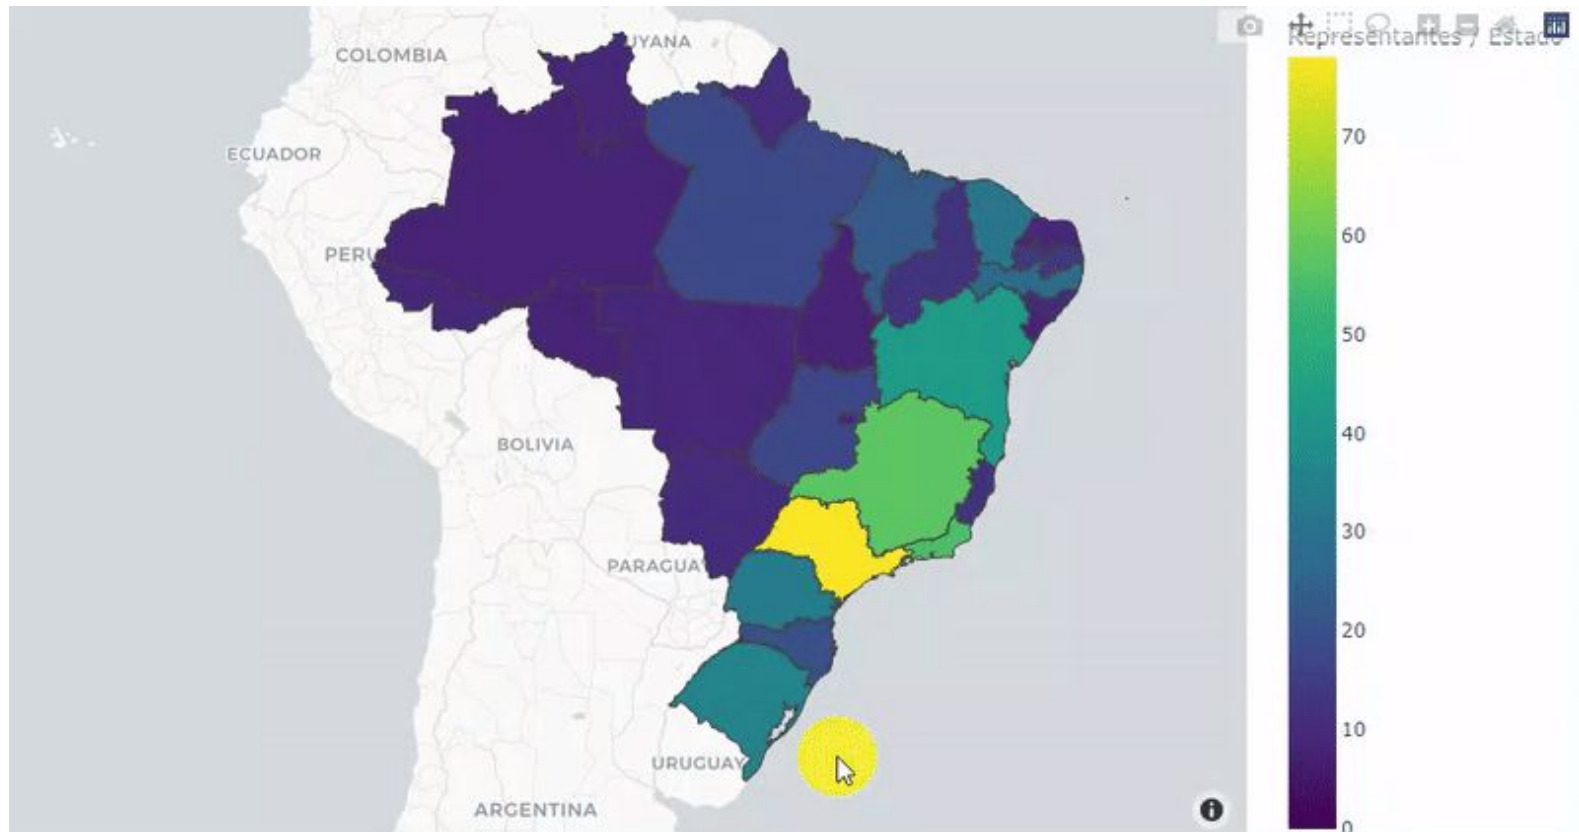 COLOMBIA
UYANA
ECUADOR
PERU
BOLIVIA
PARAGUA
URUGUAY
ARGENTINA
Representantes / Estado
70
60
50
40
30
20
10
0